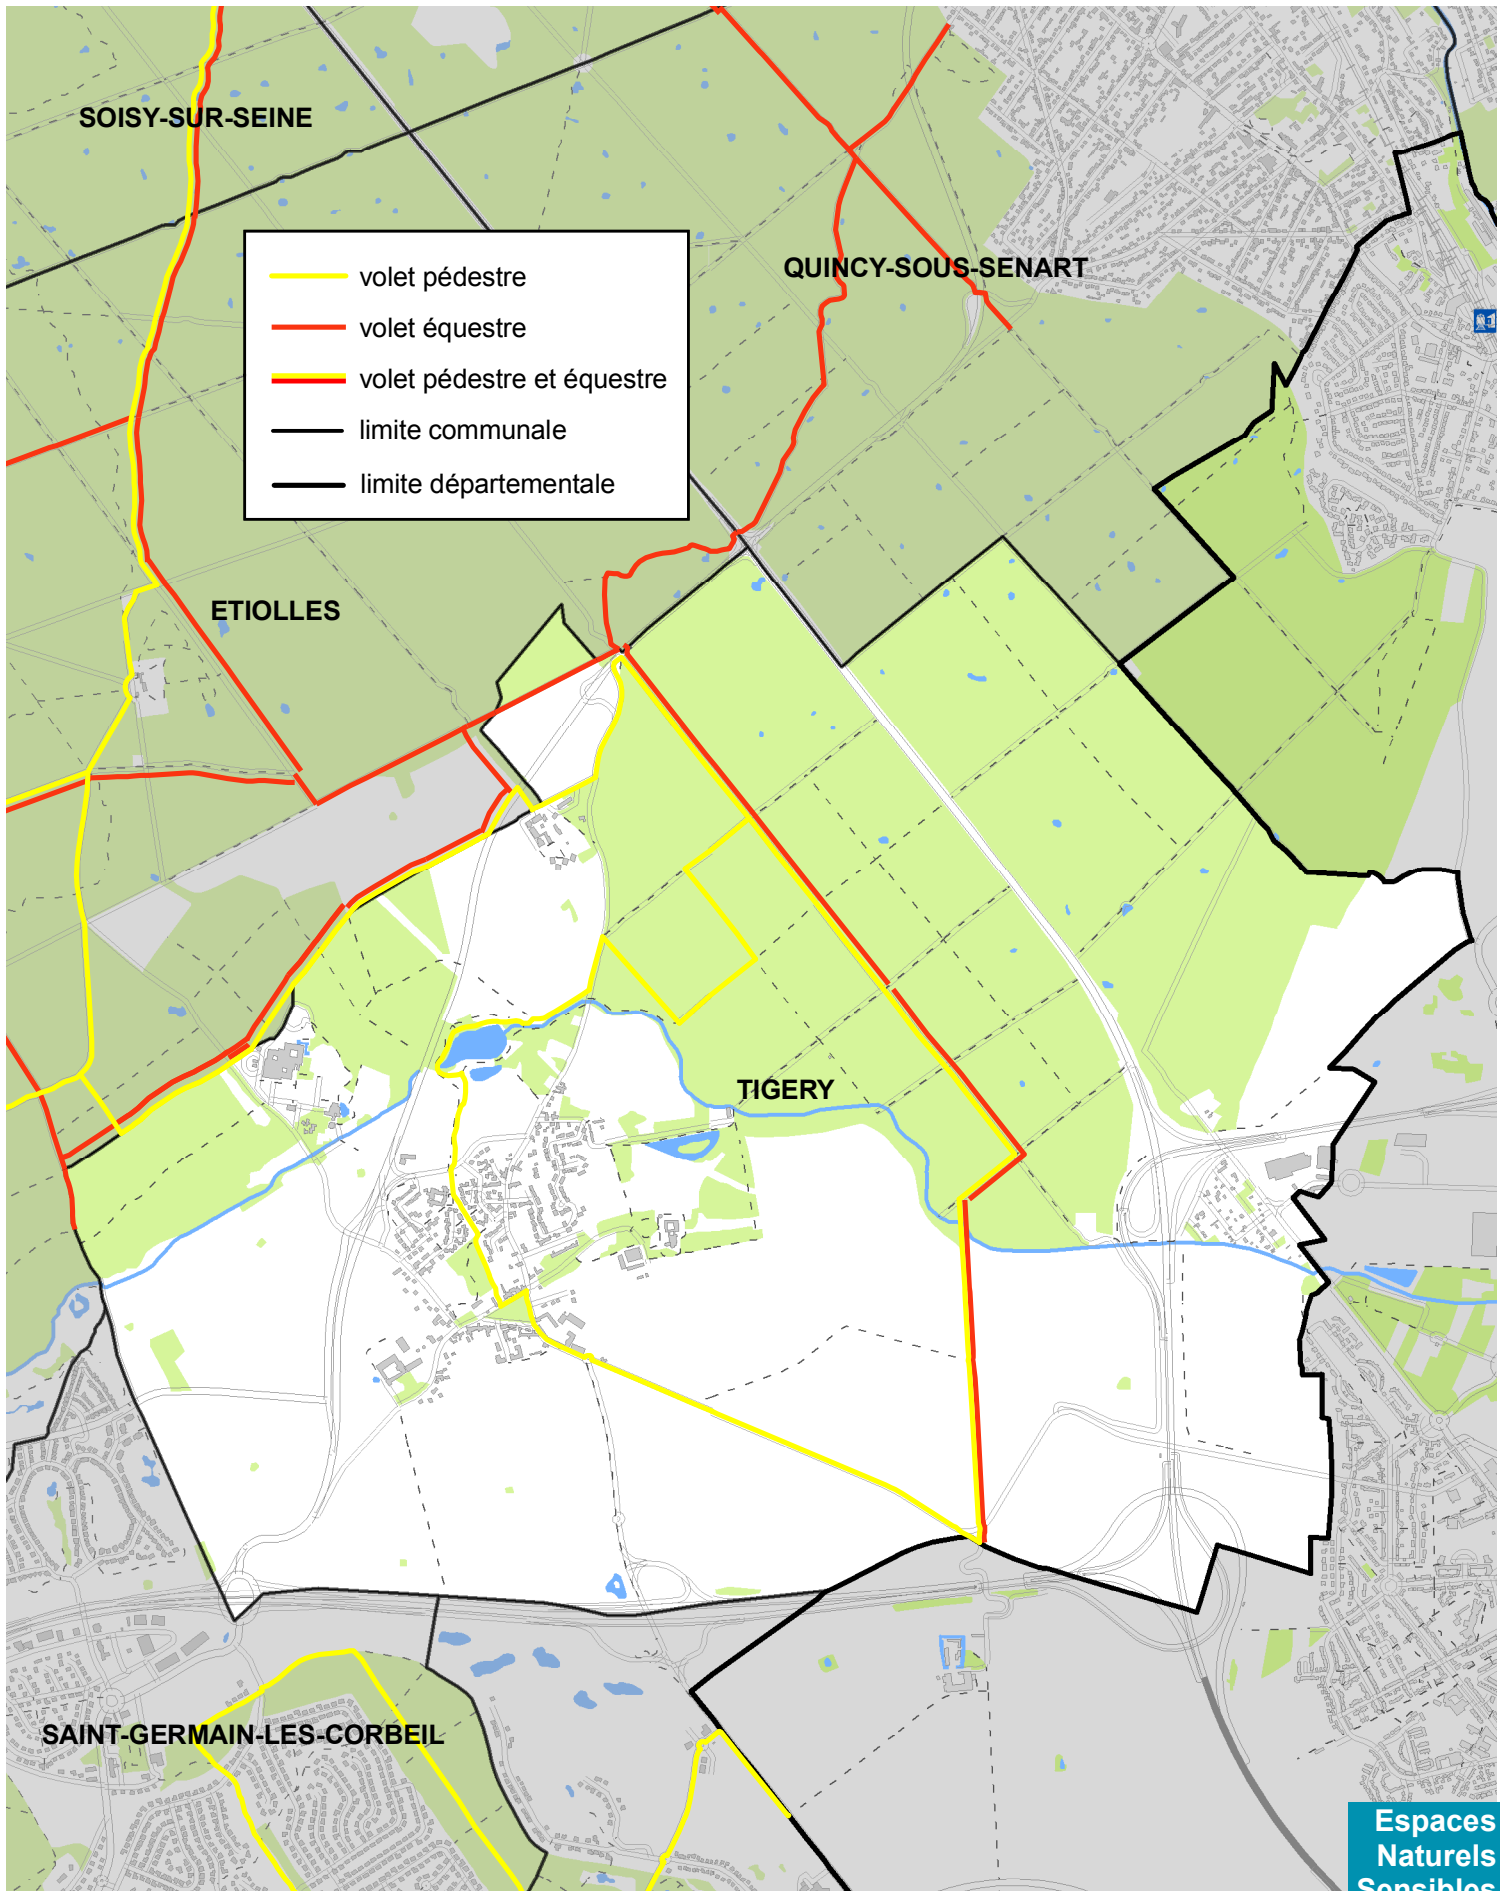 SOISY-SUR-SEINE
QUINCY-SOUS-SENART
volet pédestre
volet équestre
volet pédestre et équestre
limite communale
limite départementale
ETIOLLES
TIGERY
SAINT-GERMAIN-LES-CORBEIL
Espaces
Naturels
Sensibles